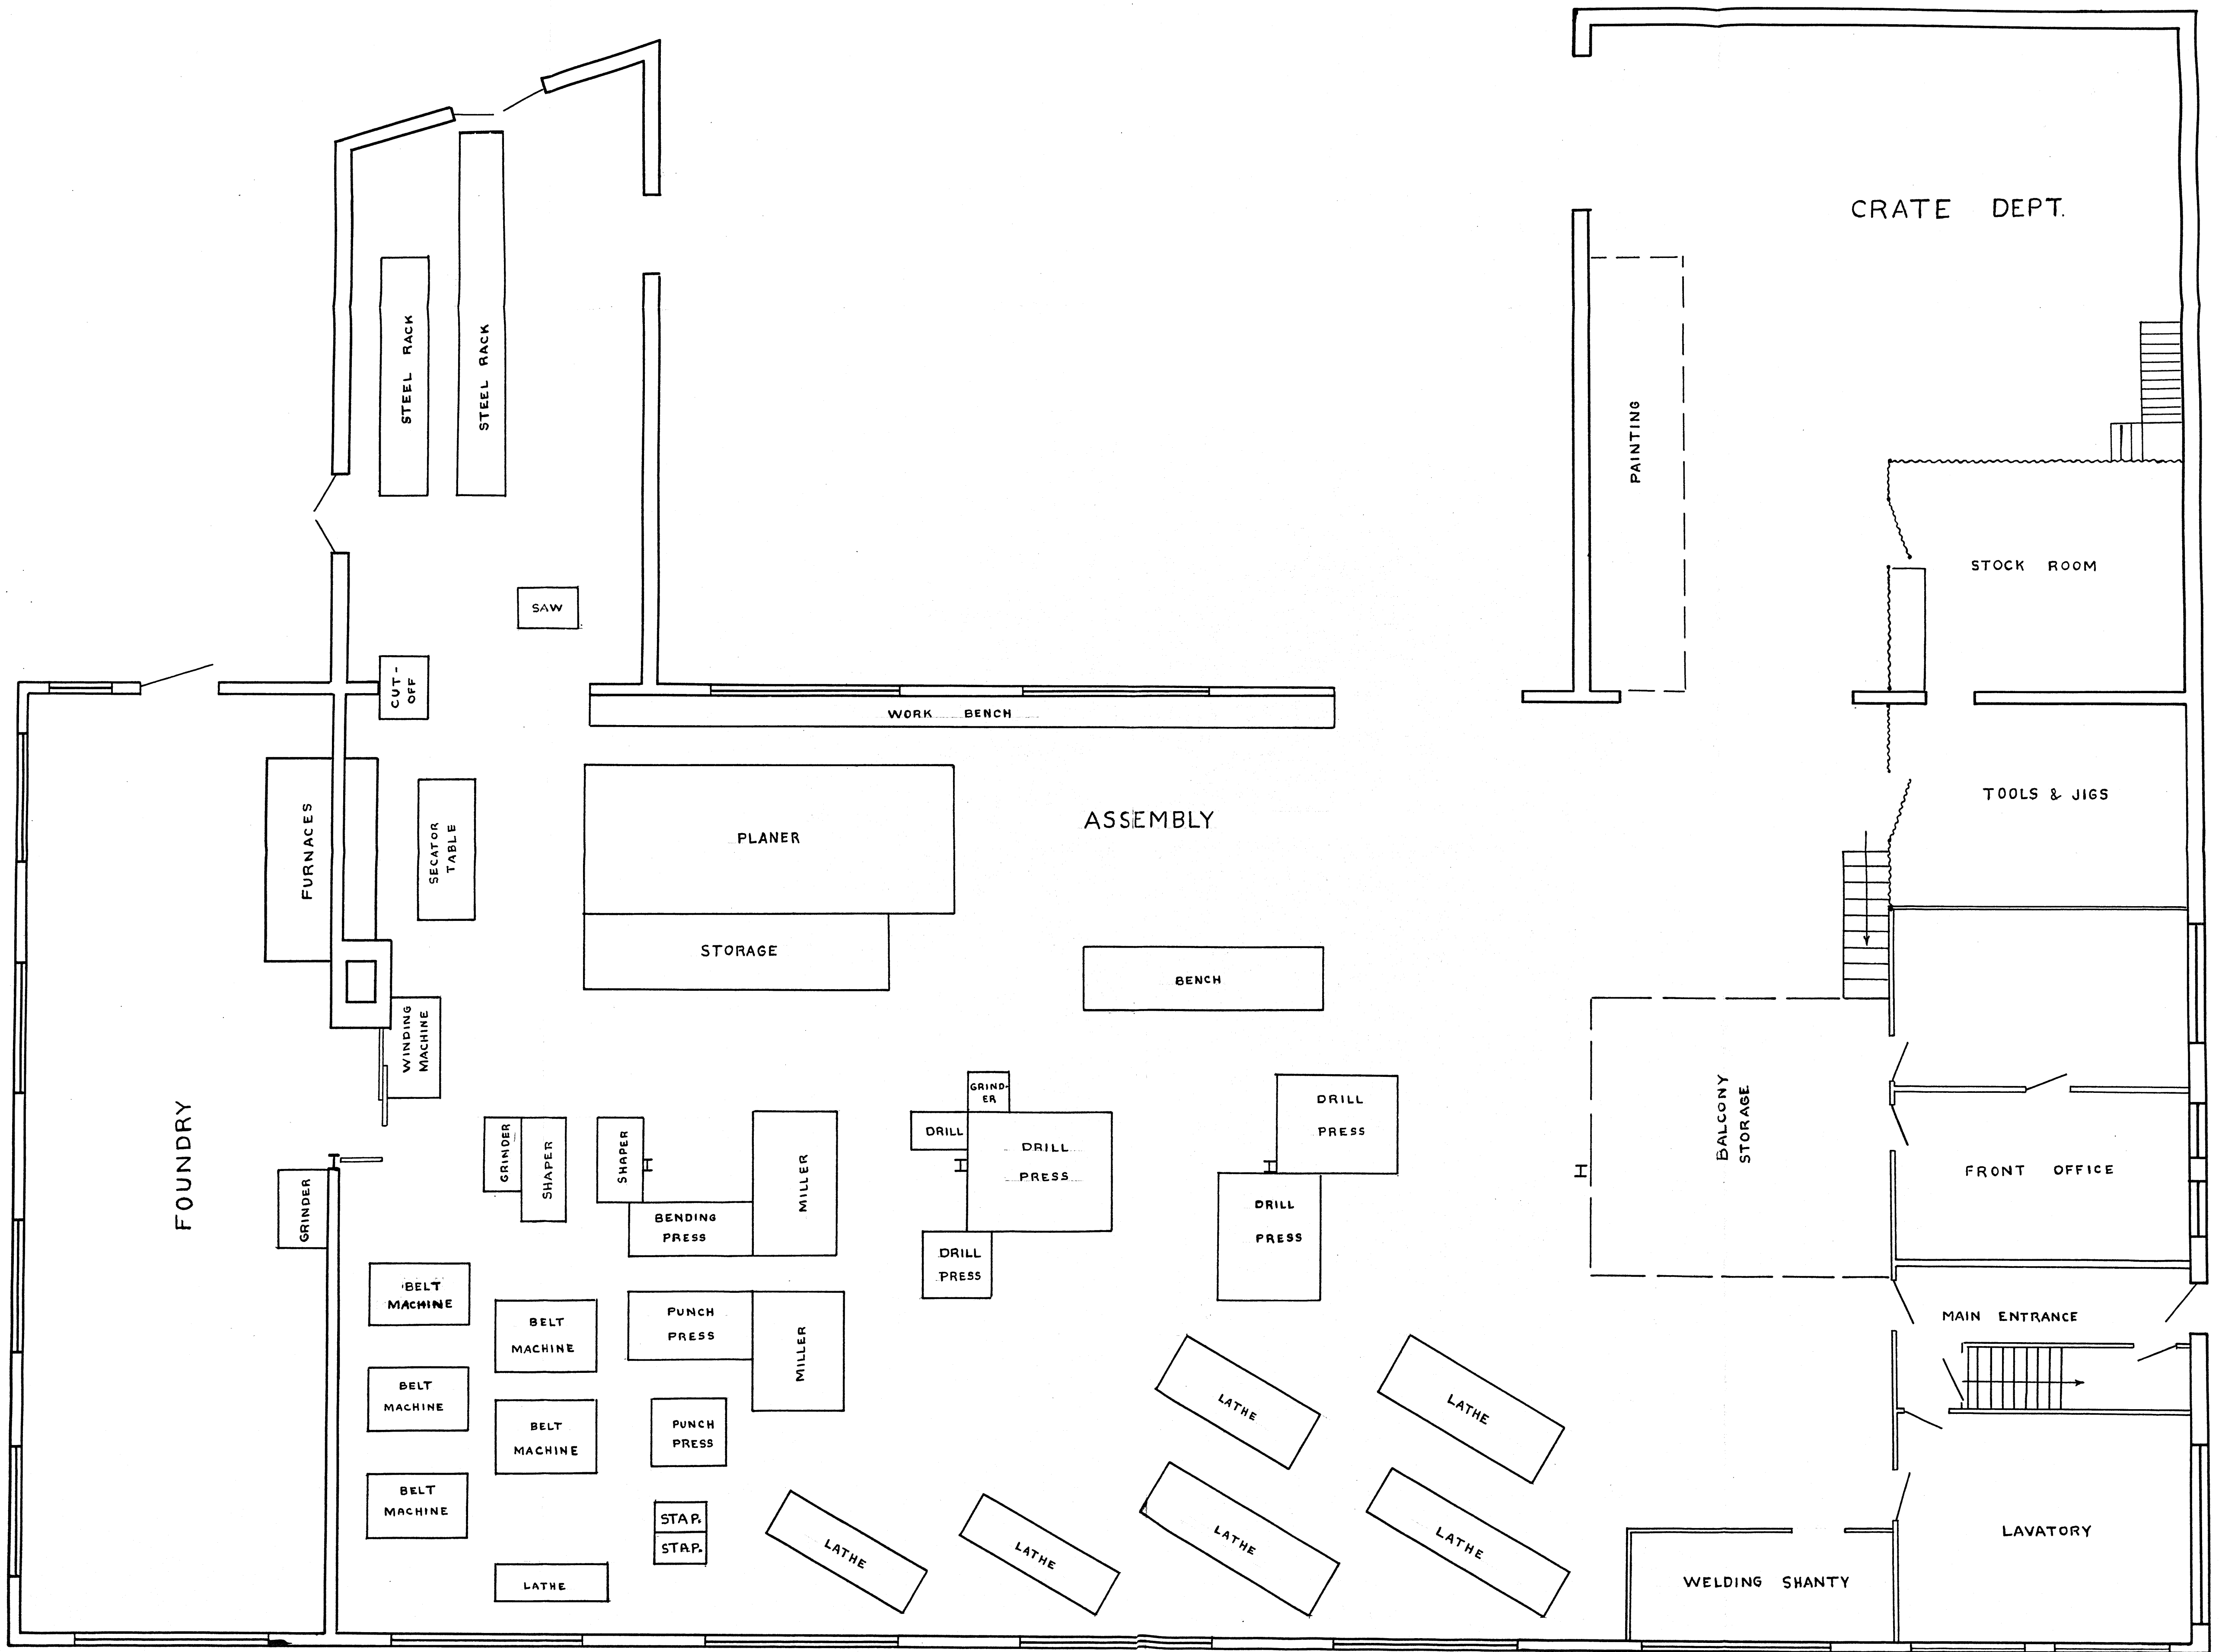 CRATE DEPT.
STEEL RACK
STEEL RACK
PAINTING
STOCK ROOM
SAW
CUT-
OFF
WORK BENCH
TOOLS & JIGS
ASSEMBLY
PLANER
FURNACES
SECATOR
TABLE
STORAGE
BENCH
WINDING
MACHINE
FOUNDRY
GRIND-
ER
DRILL
DRILL
PRESS
DRILL
PRESS
BALCONY
STORAGE
GRINDER
GRINDER
SHAPER
SHAPER
MILLER
FRONT OFFICE
BENDING
PRESS
DRILL
PRESS
DRILL
PRESS
BELT
MACHINE
BELT
MACHINE
PUNCH
PRESS
MILLER
MAIN ENTRANCE
BELT
MACHINE
BELT
MACHINE
PUNCH
PRESS
LATHE
LATHE
BELT
MACHINE
STAP.
STAP.
LATHE
LATHE
LATHE
LATHE
LATHE
LAVATORY
WELDING SHANTY